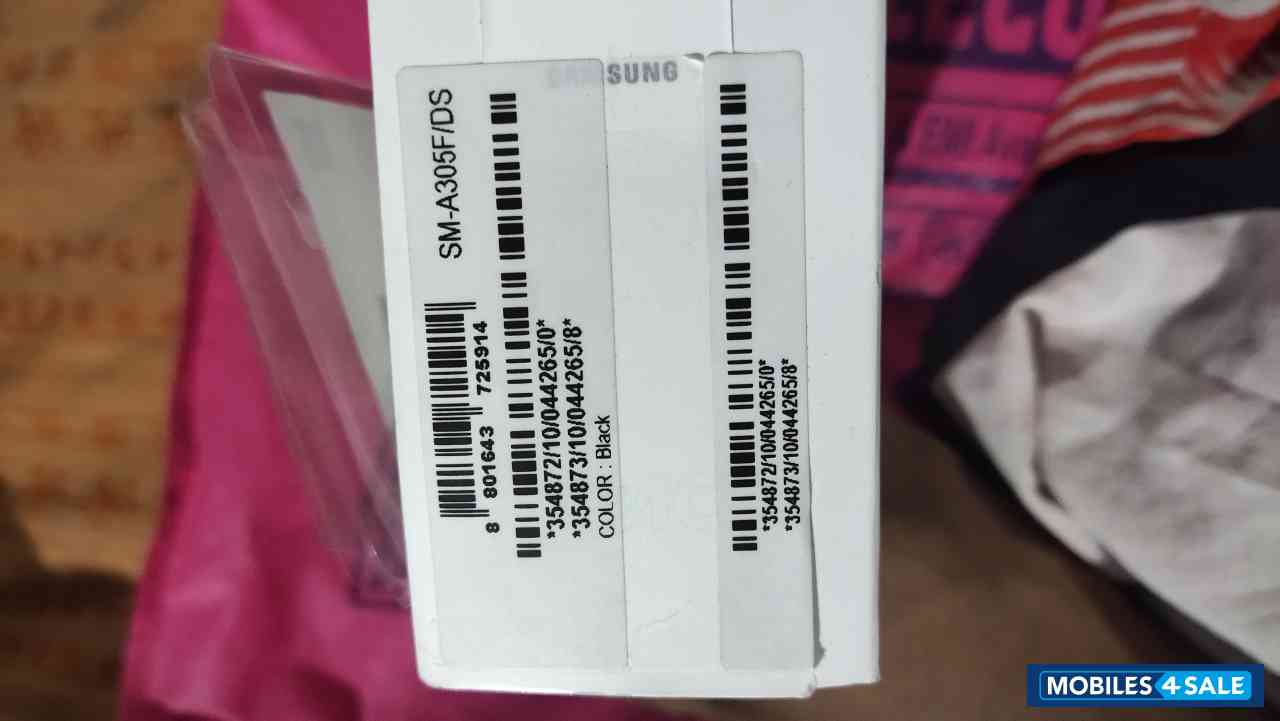 SAMSUNG
SM-A305F/DS
8 801643 725914
*354872/10/044265/0*
*354873/10/044265/8*
COLOR : Black
*354872/10/044265/0*
*354873/10/044265/8*
MOBILES 4 SALE